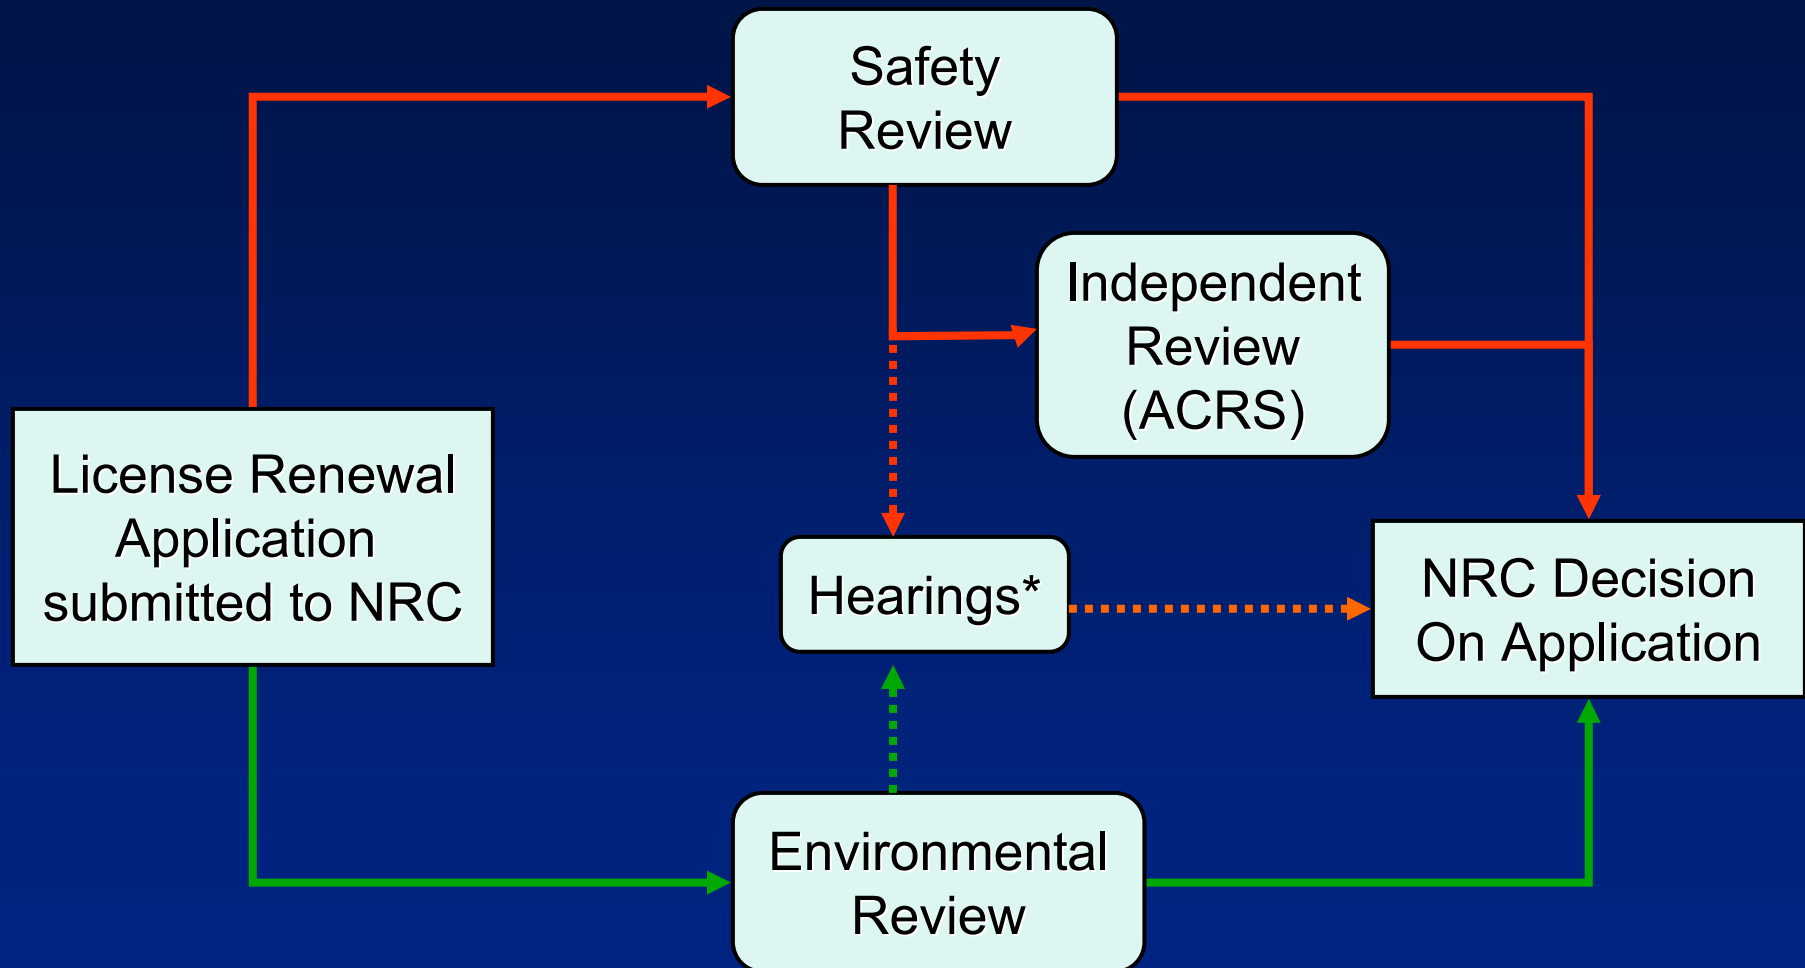 Safety
Review
Independent
Review
(ACRS)
License Renewal
Application
submitted to NRC
Hearings*
NRC Decision
On Application
Environmental
Review